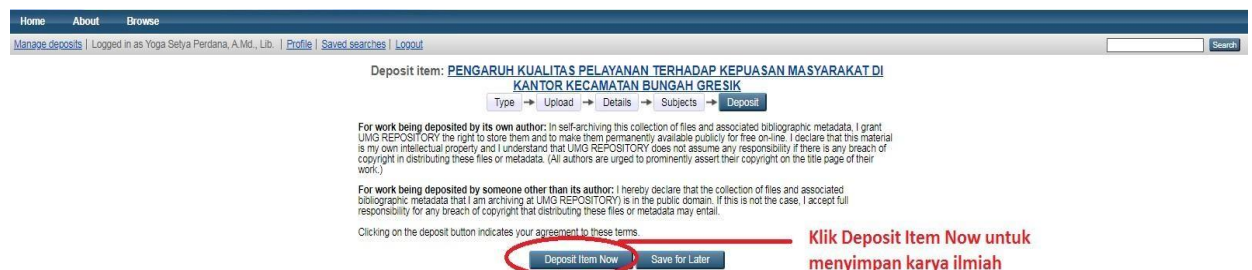 Home About Browse
Manage deposits | Logged in as Yoga Setya Perdana, A.Md., Lib. | Profile | Saved searches | Logout Search
Deposit item: PENGARUH KUALITAS PELAYANAN TERHADAP KEPUASAN MASYARAKAT DI
KANTOR KECAMATAN BUNGAH GRESIK
Type → Upload → Details → Subjects → Deposit
For work being deposited by its own author: In self-archiving this collection of files and associated bibliographic metadata, I grant
UMG REPOSITORY the right to store them and to make them permanently available publicly for free on-line. I declare that this material
is my own intellectual property and I understand that UMG REPOSITORY does not assume any responsibility if there is any breach of
copyright in distributing these files or metadata. (All authors are urged to prominently assert their copyright on the title page of their
work.)
For work being deposited by someone other than its author: I hereby declare that the collection of files and associated
bibliographic metadata that I am archiving at UMG REPOSITORY) is in the public domain. If this is not the case, I accept full
responsibility for any breach of copyright that distributing these files or metadata may entail.
Clicking on the deposit button indicates your agreement to these terms.
Deposit Item Now Save for Later
Klik Deposit Item Now untuk
menyimpan karya ilmiah